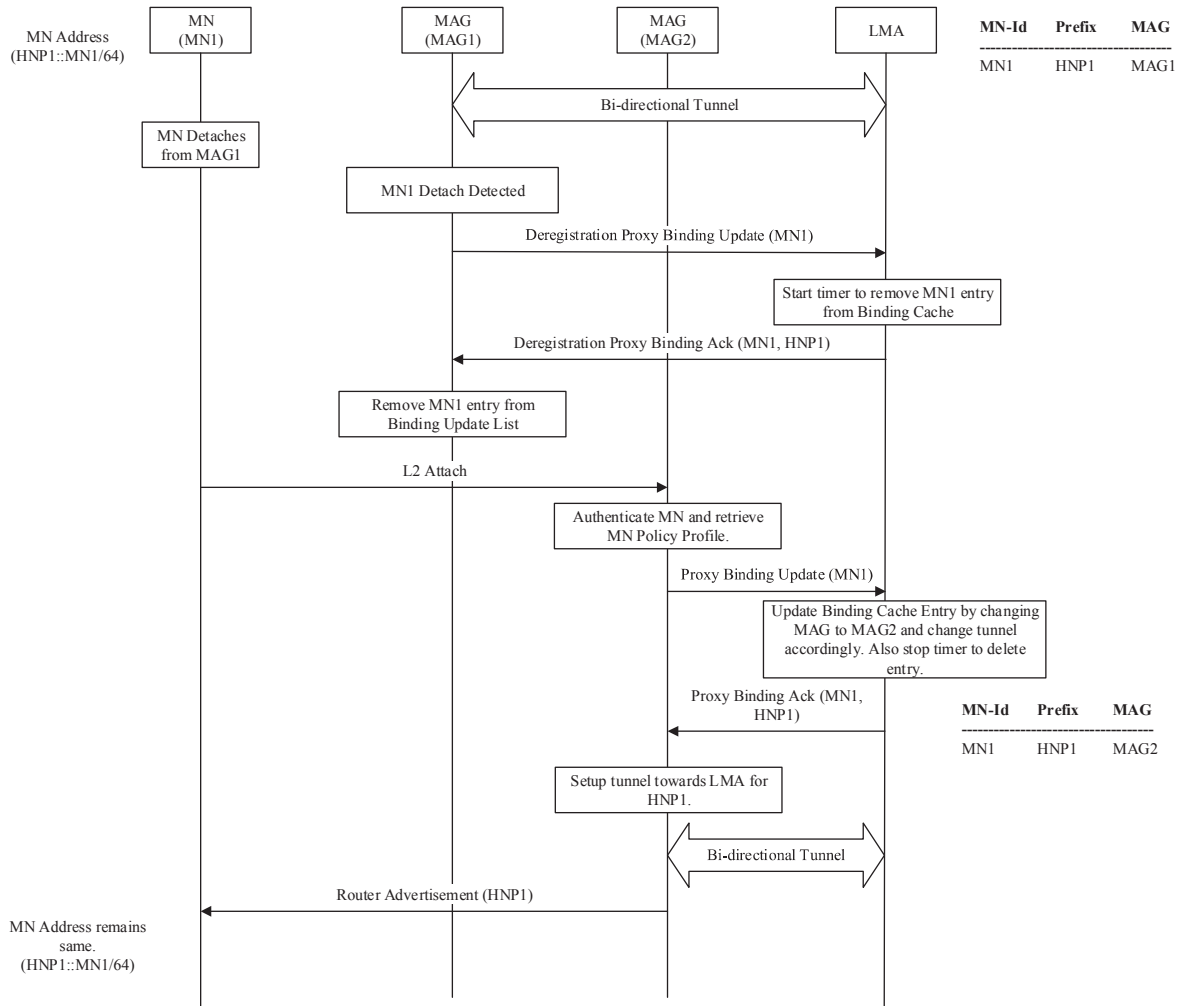 MN
(MN1)
MAG
(MAG1)
MAG
(MAG2)
LMA
MN Address
(HNP1::MN1/64)
MN-Id Prefix MAG
------------------------------------
MN1 HNP1 MAG1
Bi-directional Tunnel
MN Detaches
from MAG1
MN1 Detach Detected
Deregistration Proxy Binding Update (MN1)
Start timer to remove MN1 entry
from Binding Cache
Deregistration Proxy Binding Ack (MN1, HNP1)
Remove MN1 entry from
Binding Update List
L2 Attach
Authenticate MN and retrieve
MN Policy Profile.
Proxy Binding Update (MN1)
Update Binding Cache Entry by changing
MAG to MAG2 and change tunnel
accordingly. Also stop timer to delete
entry.
Proxy Binding Ack (MN1,
HNP1)
MN-Id Prefix MAG
------------------------------------
MN1 HNP1 MAG2
Setup tunnel towards LMA for
HNP1.
Bi-directional Tunnel
Router Advertisement (HNP1)
MN Address remains
same.
(HNP1::MN1/64)